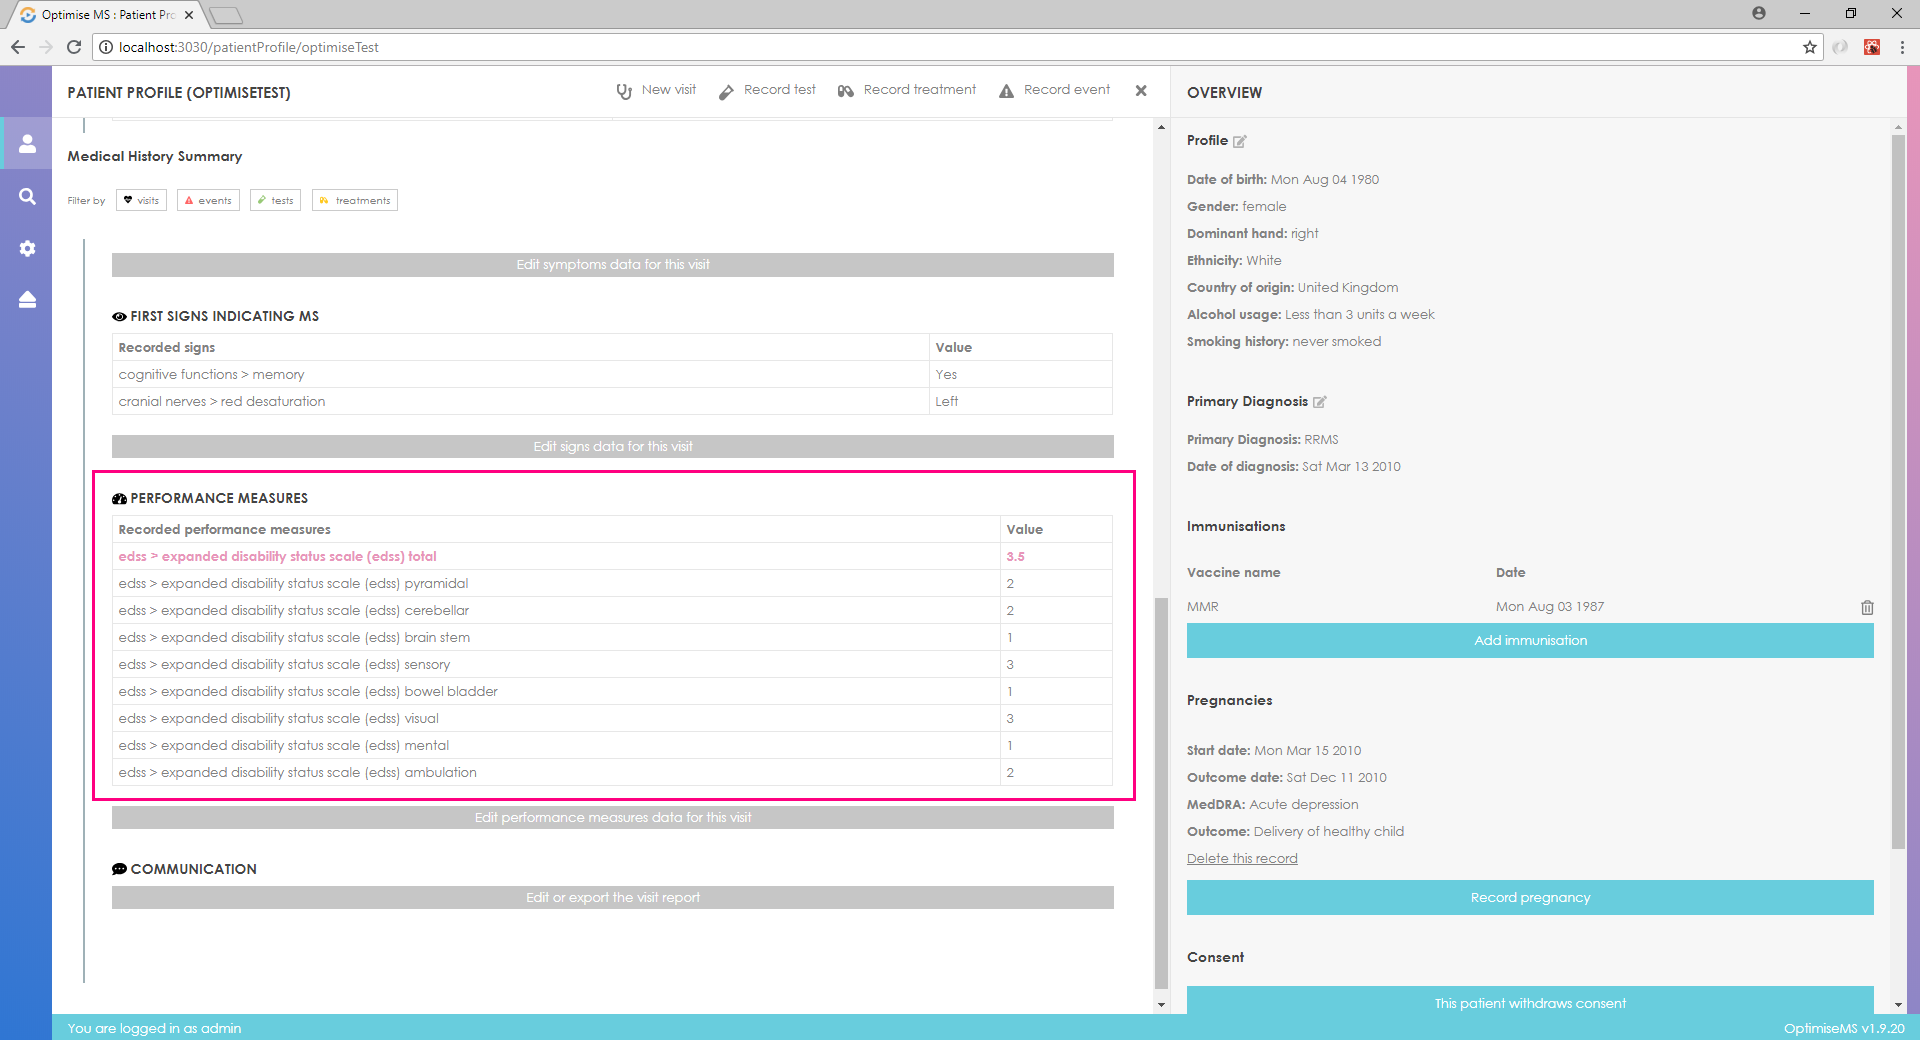 Optimise MS : Patient Pro
localhost:3030/patientProfile/optimiseTest
PATIENT PROFILE (OPTIMISETEST)
New visit
Record test
Record treatment
Record event
OVERVIEW
Medical History Summary
Filter by
visits
events
tests
treatments
Edit symptoms data for this visit
FIRST SIGNS INDICATING MS
Recorded signs Value
cognitive functions > memory Yes
cranial nerves > red desaturation Left
Edit signs data for this visit
PERFORMANCE MEASURES
Recorded performance measures Value
edss > expanded disability status scale (edss) total 3.5
edss > expanded disability status scale (edss) pyramidal 2
edss > expanded disability status scale (edss) cerebellar 2
edss > expanded disability status scale (edss) brain stem 1
edss > expanded disability status scale (edss) sensory 3
edss > expanded disability status scale (edss) bowel bladder 1
edss > expanded disability status scale (edss) visual 3
edss > expanded disability status scale (edss) mental 1
edss > expanded disability status scale (edss) ambulation 2
Edit performance measures data for this visit
COMMUNICATION
Edit or export the visit report
Profile
Date of birth: Mon Aug 04 1980
Gender: female
Dominant hand: right
Ethnicity: White
Country of origin: United Kingdom
Alcohol usage: Less than 3 units a week
Smoking history: never smoked
Primary Diagnosis
Primary Diagnosis: RRMS
Date of diagnosis: Sat Mar 13 2010
Immunisations
Vaccine name Date
MMR Mon Aug 03 1987
Add immunisation
Pregnancies
Start date: Mon Mar 15 2010
Outcome date: Sat Dec 11 2010
MedDRA: Acute depression
Outcome: Delivery of healthy child
Delete this record
Record pregnancy
Consent
This patient withdraws consent
You are logged in as admin
OptimiseMS v1.9.20